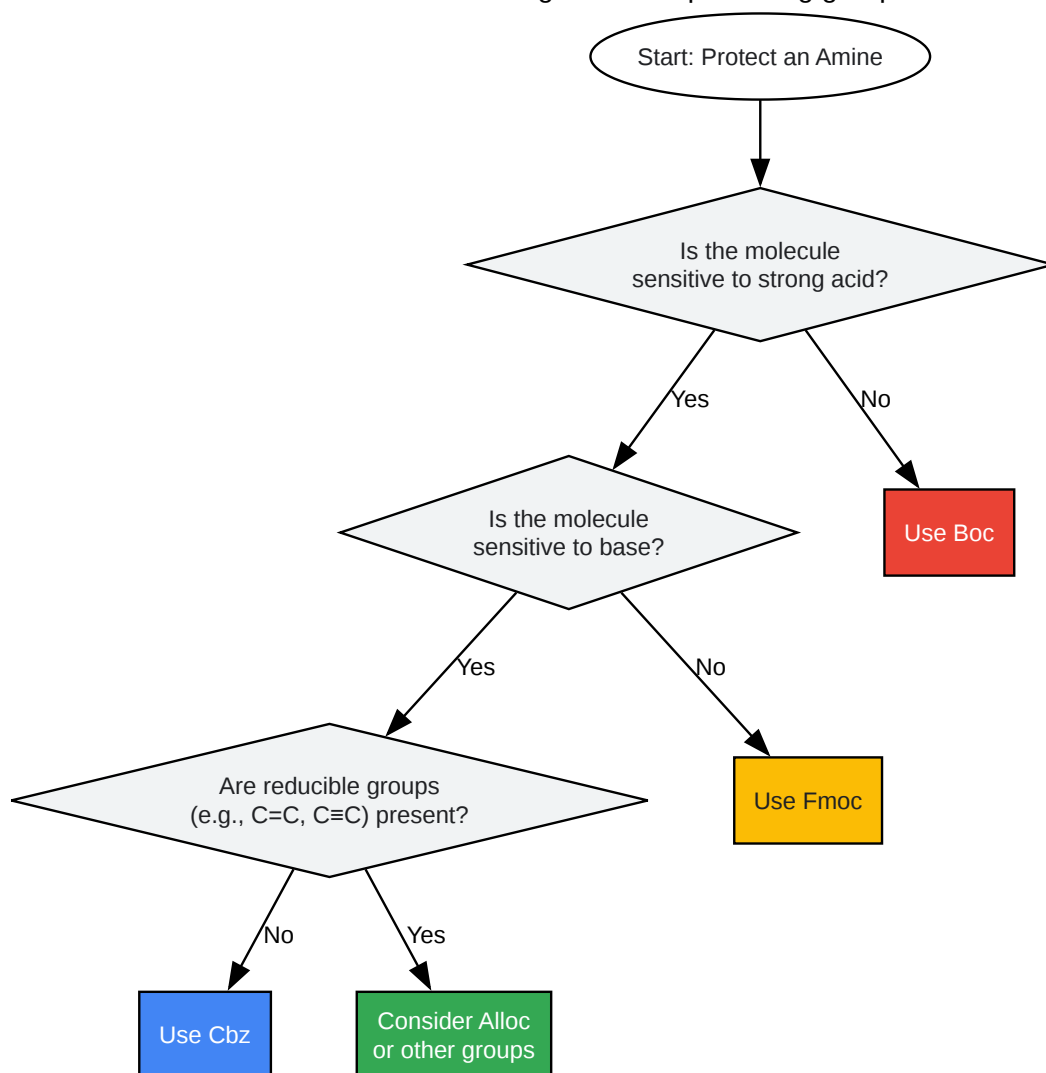 Start: Protect an Amine
Is the molecule
sensitive to strong acid?
Yes
No
Is the molecule
sensitive to base?
Use Boc
Yes
No
Are reducible groups
(e.g., C=C, C≡C) present?
Use Fmoc
No
Yes
Use Cbz
Consider Alloc
or other groups